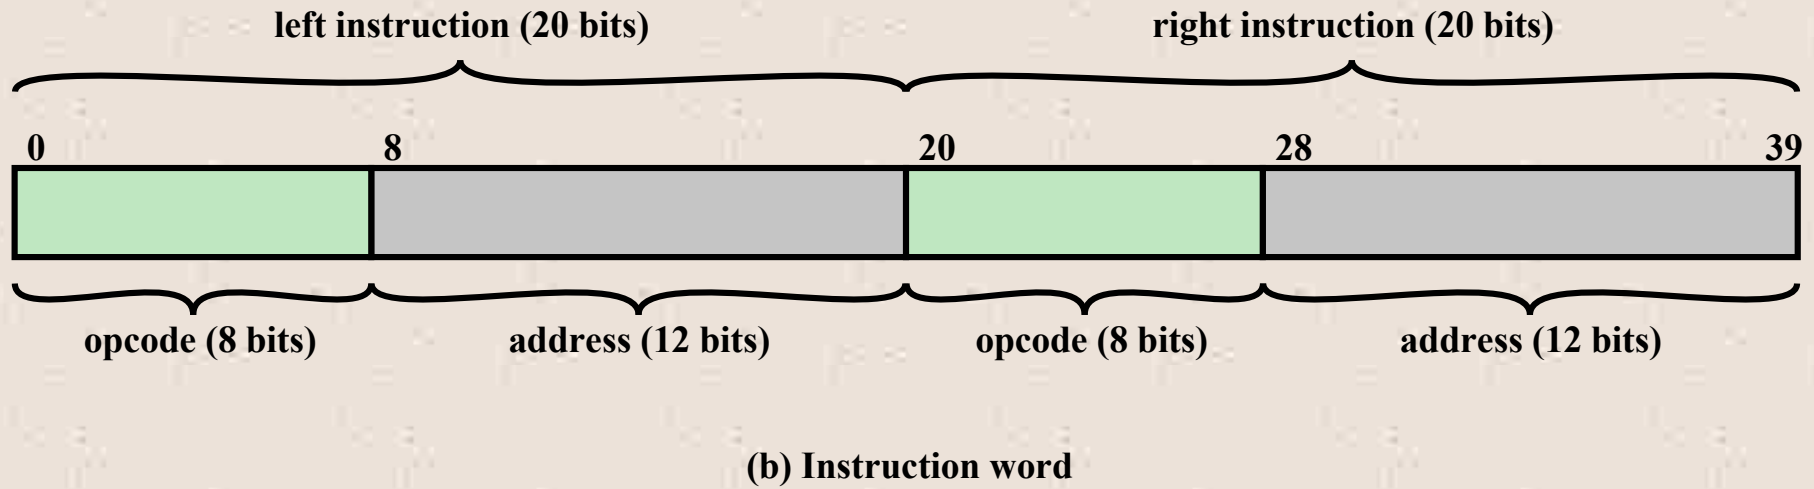 left instruction (20 bits) right instruction (20 bits)
0 8 20 28 39
opcode (8 bits) address (12 bits) opcode (8 bits) address (12 bits)
(b) Instruction word